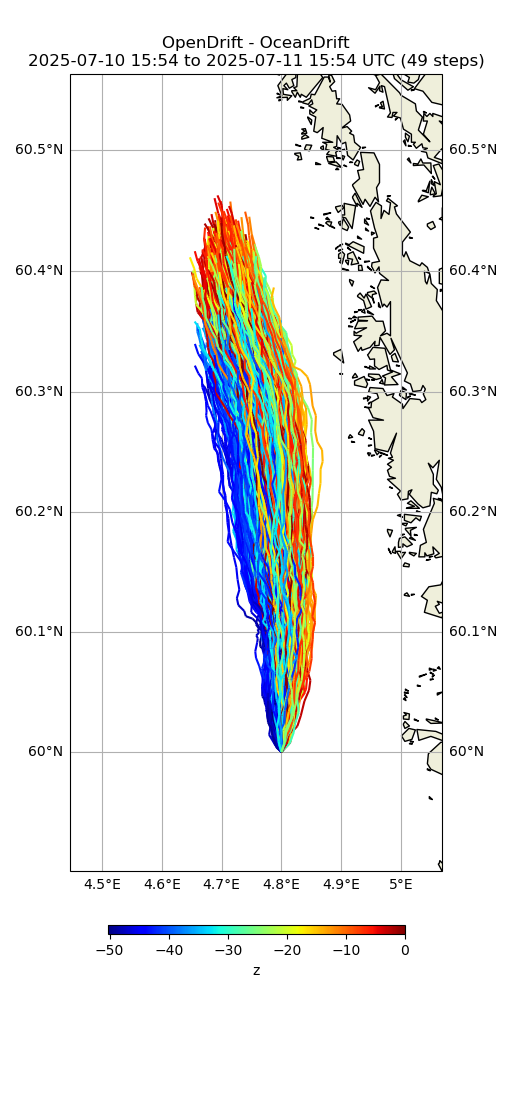 OpenDrift - OceanDrift
2025-07-10 15:54 to 2025-07-11 15:54 UTC (49 steps)
60.5°N 60.5°N
60.4°N 60.4°N
60.3°N 60.3°N
60.2°N 60.2°N
60.1°N 60.1°N
60°N 60°N
4.5°E 4.6°E 4.7°E 4.8°E 4.9°E 5°E
−50 −40 −30 −20 −10 0
z